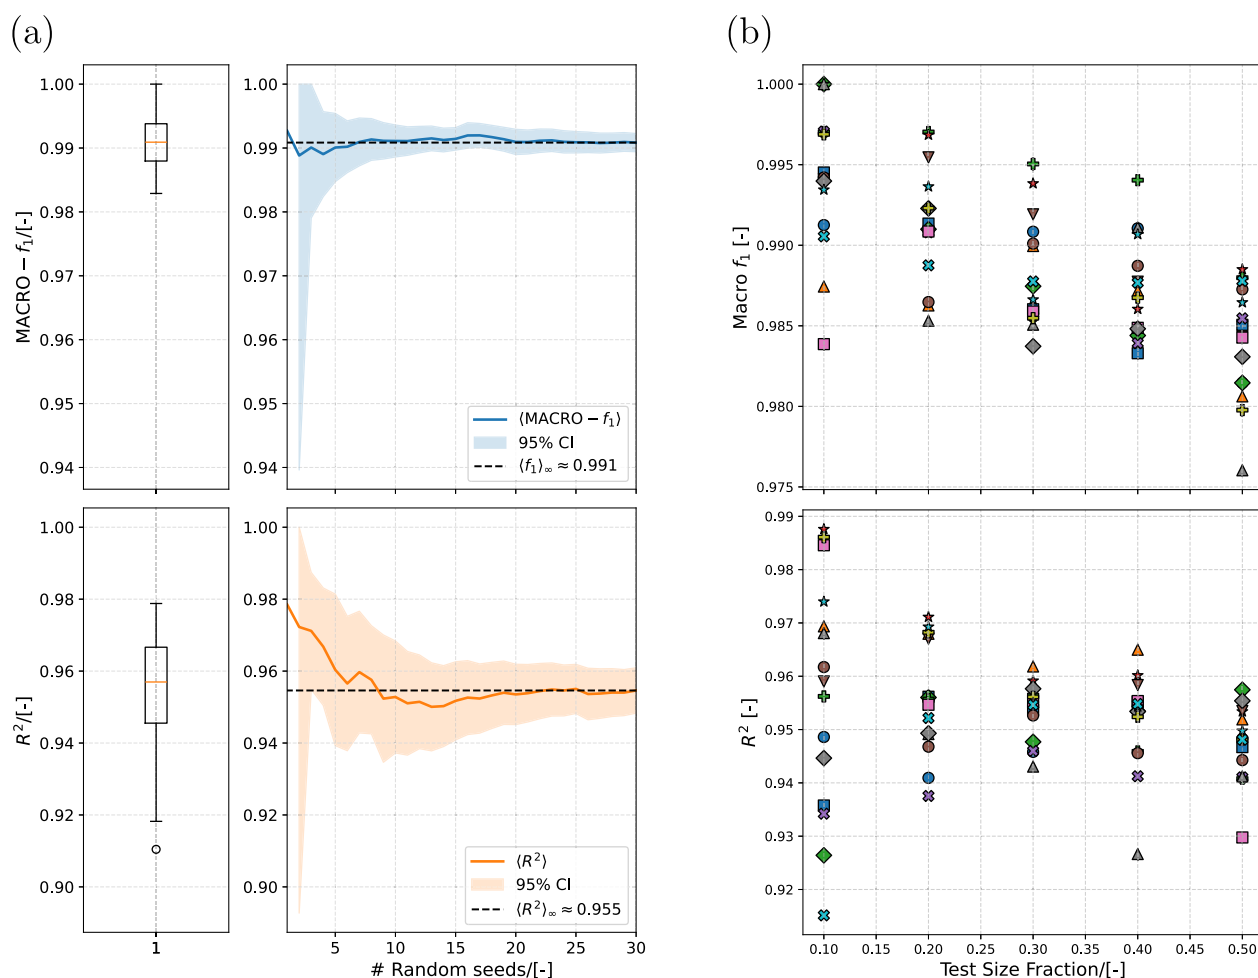 (a)
(b)
MACRO − f₁/[-]
1.00
0.99
0.98
0.97
0.96
0.95
0.94
1.00
0.99
0.98
0.97
0.96
0.95
0.94
⟨MACRO − f₁⟩
95% CI
⟨f₁⟩∞ ≈ 0.991
R²/[-]
1.00
0.98
0.96
0.94
0.92
0.90
1
1.00
0.98
0.96
0.94
0.92
0.90
⟨R²⟩
95% CI
⟨R²⟩∞ ≈ 0.955
5 10 15 20 25 30
# Random seeds/[-]
Macro f₁ [-]
1.000
0.995
0.990
0.985
0.980
0.975
R² [-]
0.99
0.98
0.97
0.96
0.95
0.94
0.93
0.92
0.10 0.15 0.20 0.25 0.30 0.35 0.40 0.45 0.50
Test Size Fraction/[-]